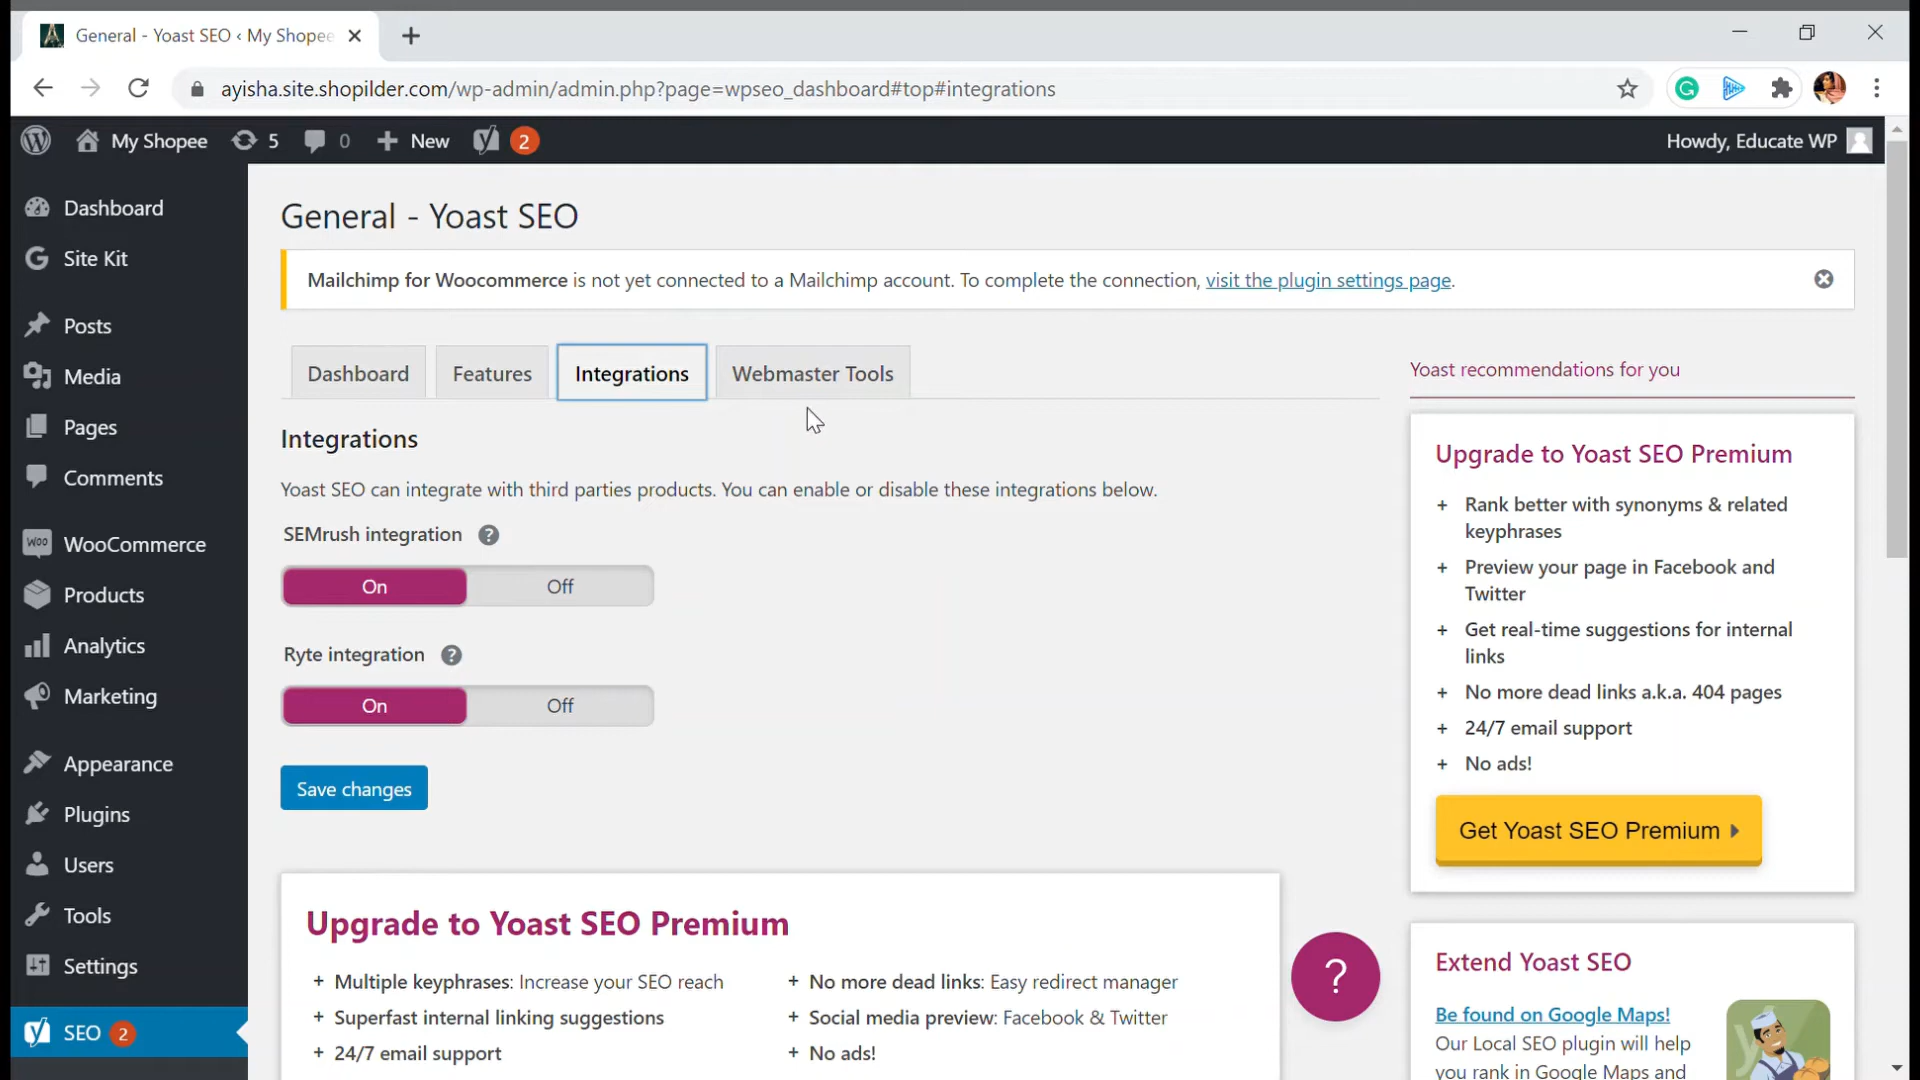 General - Yoast SEO ‹ My Shopee
ayisha.site.shopilder.com/wp-admin/admin.php?page=wpseo_dashboard#top#integrations
My Shopee
5
0
New
2
Howdy, Educate WP
Dashboard
Site Kit
Posts
Media
Pages
Comments
WooCommerce
Products
Analytics
Marketing
Appearance
Plugins
Users
Tools
Settings
SEO 2
General - Yoast SEO
Mailchimp for Woocommerce is not yet connected to a Mailchimp account. To complete the connection, visit the plugin settings page.
Dashboard
Features
Integrations
Webmaster Tools
Integrations
Yoast SEO can integrate with third parties products. You can enable or disable these integrations below.
SEMrush integration ?
On Off
Ryte integration ?
On Off
Save changes
Upgrade to Yoast SEO Premium
+ Multiple keyphrases: Increase your SEO reach
+ Superfast internal linking suggestions
+ 24/7 email support
+ No more dead links: Easy redirect manager
+ Social media preview: Facebook & Twitter
+ No ads!
?
Yoast recommendations for you
Upgrade to Yoast SEO Premium
+ Rank better with synonyms & related
keyphrases
+ Preview your page in Facebook and
Twitter
+ Get real-time suggestions for internal
links
+ No more dead links a.k.a. 404 pages
+ 24/7 email support
+ No ads!
Get Yoast SEO Premium
Extend Yoast SEO
Be found on Google Maps!
Our Local SEO plugin will help
you rank in Google Maps and